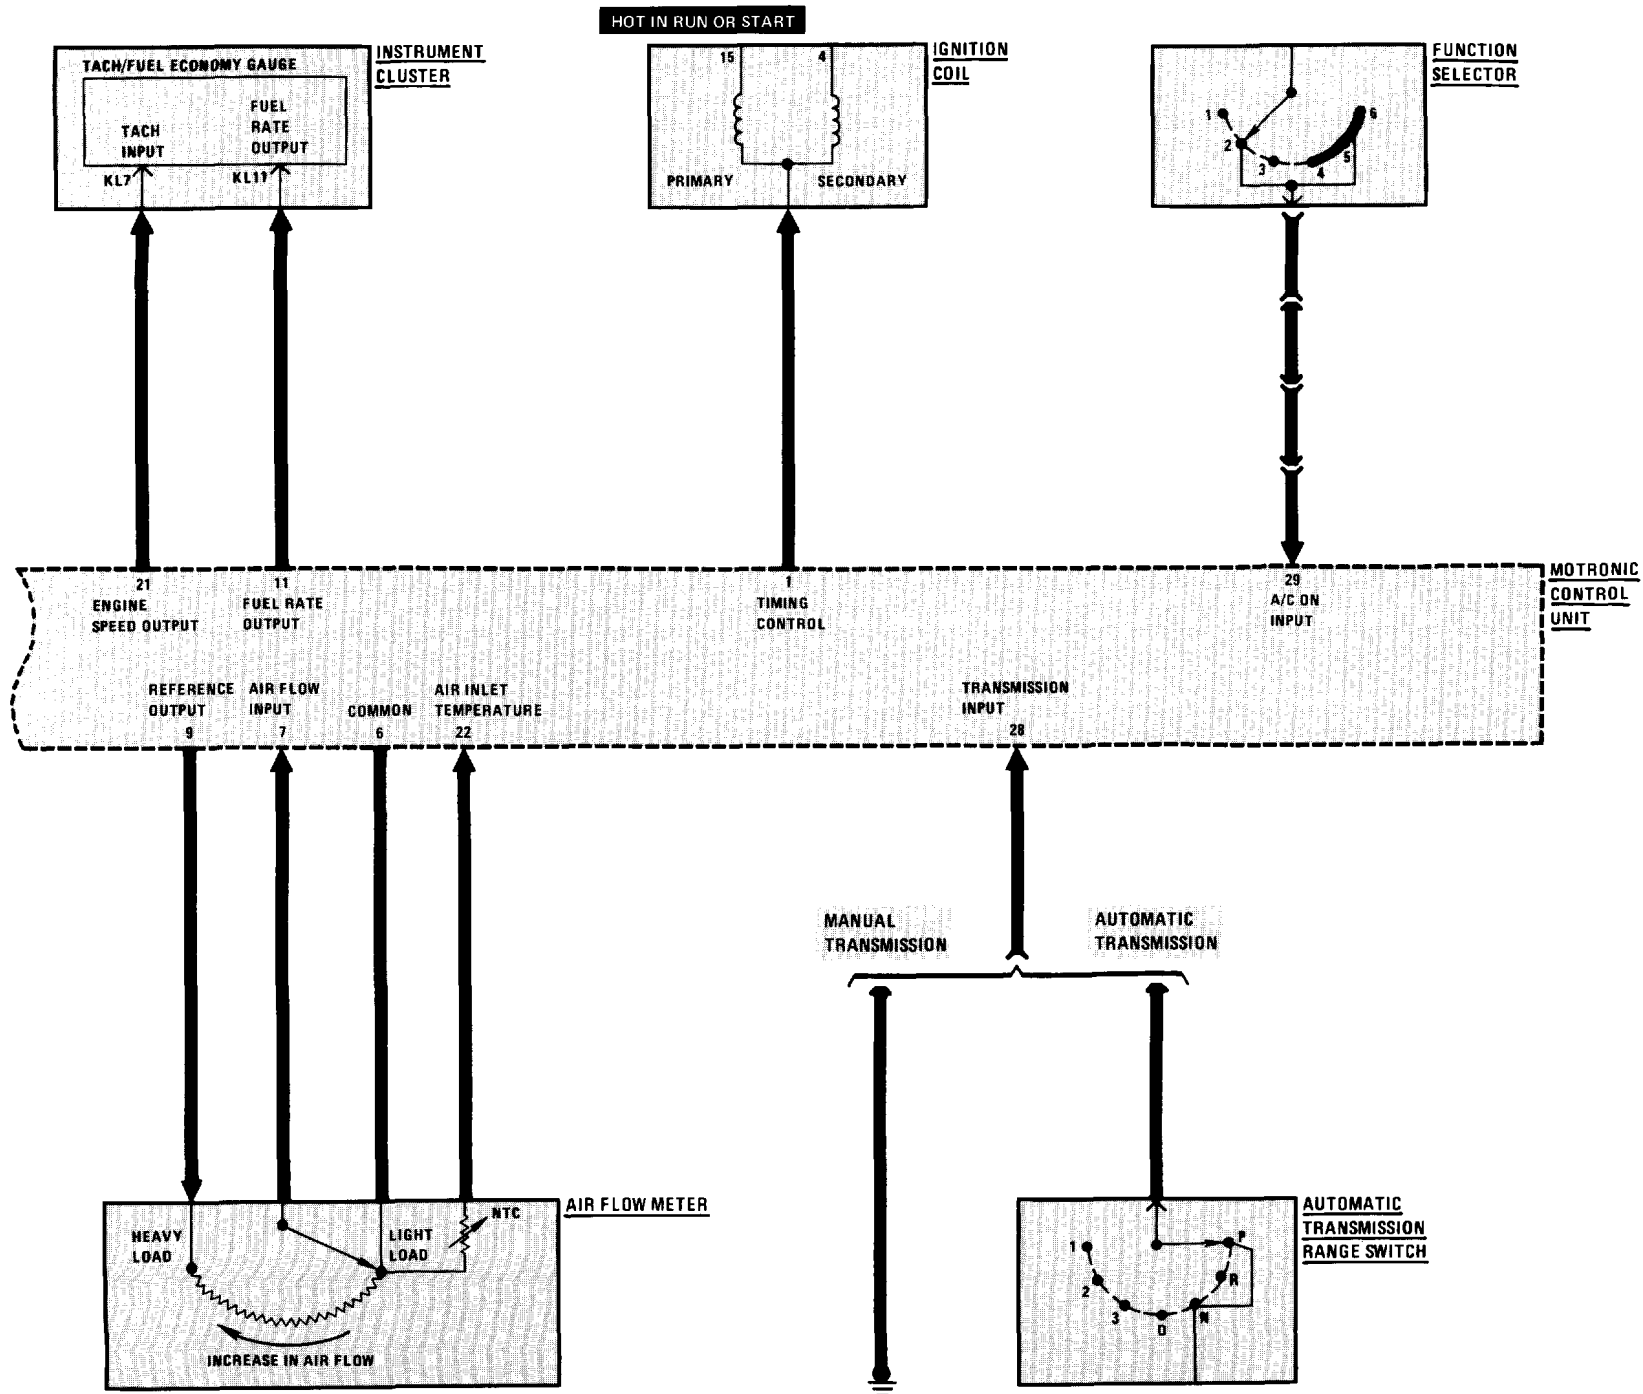 HOT IN RUN OR START
INSTRUMENT
CLUSTER
TACH/FUEL ECONOMY GAUGE
TACH
INPUT
FUEL
RATE
OUTPUT
KL7
KL11
IGNITION
COIL
15
4
PRIMARY
SECONDARY
FUNCTION
SELECTOR
1
2
3
4
5
6
MOTRONIC
CONTROL
UNIT
21
ENGINE
SPEED OUTPUT
11
FUEL RATE
OUTPUT
1
TIMING
CONTROL
29
A/C ON
INPUT
REFERENCE
OUTPUT
9
AIR FLOW
INPUT
7
COMMON
6
AIR INLET
TEMPERATURE
22
TRANSMISSION
INPUT
28
MANUAL
TRANSMISSION
AUTOMATIC
TRANSMISSION
AIR FLOW METER
HEAVY
LOAD
LIGHT
LOAD
NTC
INCREASE IN AIR FLOW
AUTOMATIC
TRANSMISSION
RANGE SWITCH
1
2
3
D
N
R
P